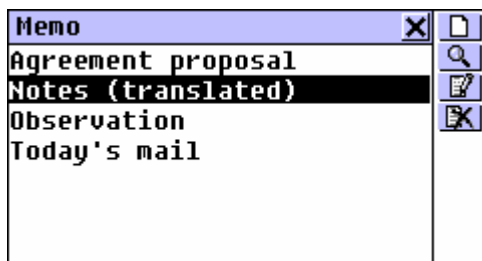 Memo
Agreement proposal
Notes (translated)
Observation
Today's mail